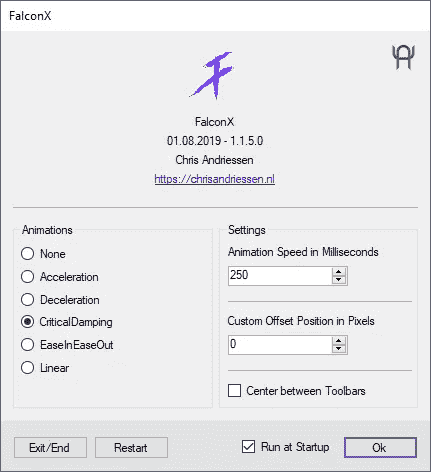 FalconX
FalconX
01.08.2019 - 1.1.5.0
Chris Andriessen
https://chrisandriessen.nl
Animations
None
Acceleration
Deceleration
CriticalDamping
EaseInEaseOut
Linear
Settings
Animation Speed in Milliseconds
250
Custom Offset Position in Pixels
0
Center between Toolbars
Exit/End
Restart
Run at Startup
Ok